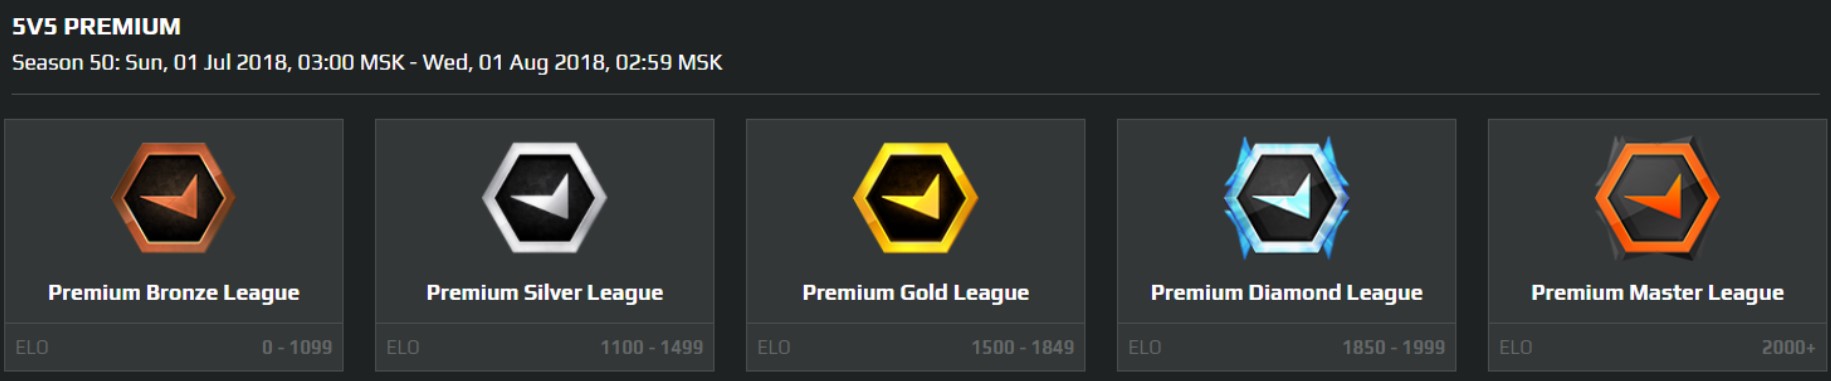 5V5 PREMIUM
Season 50: Sun, 01 Jul 2018, 03:00 MSK - Wed, 01 Aug 2018, 02:59 MSK
Premium Bronze League
ELO 0 - 1099
Premium Silver League
ELO 1100 - 1499
Premium Gold League
ELO 1500 - 1849
Premium Diamond League
ELO 1850 - 1999
Premium Master League
ELO 2000+